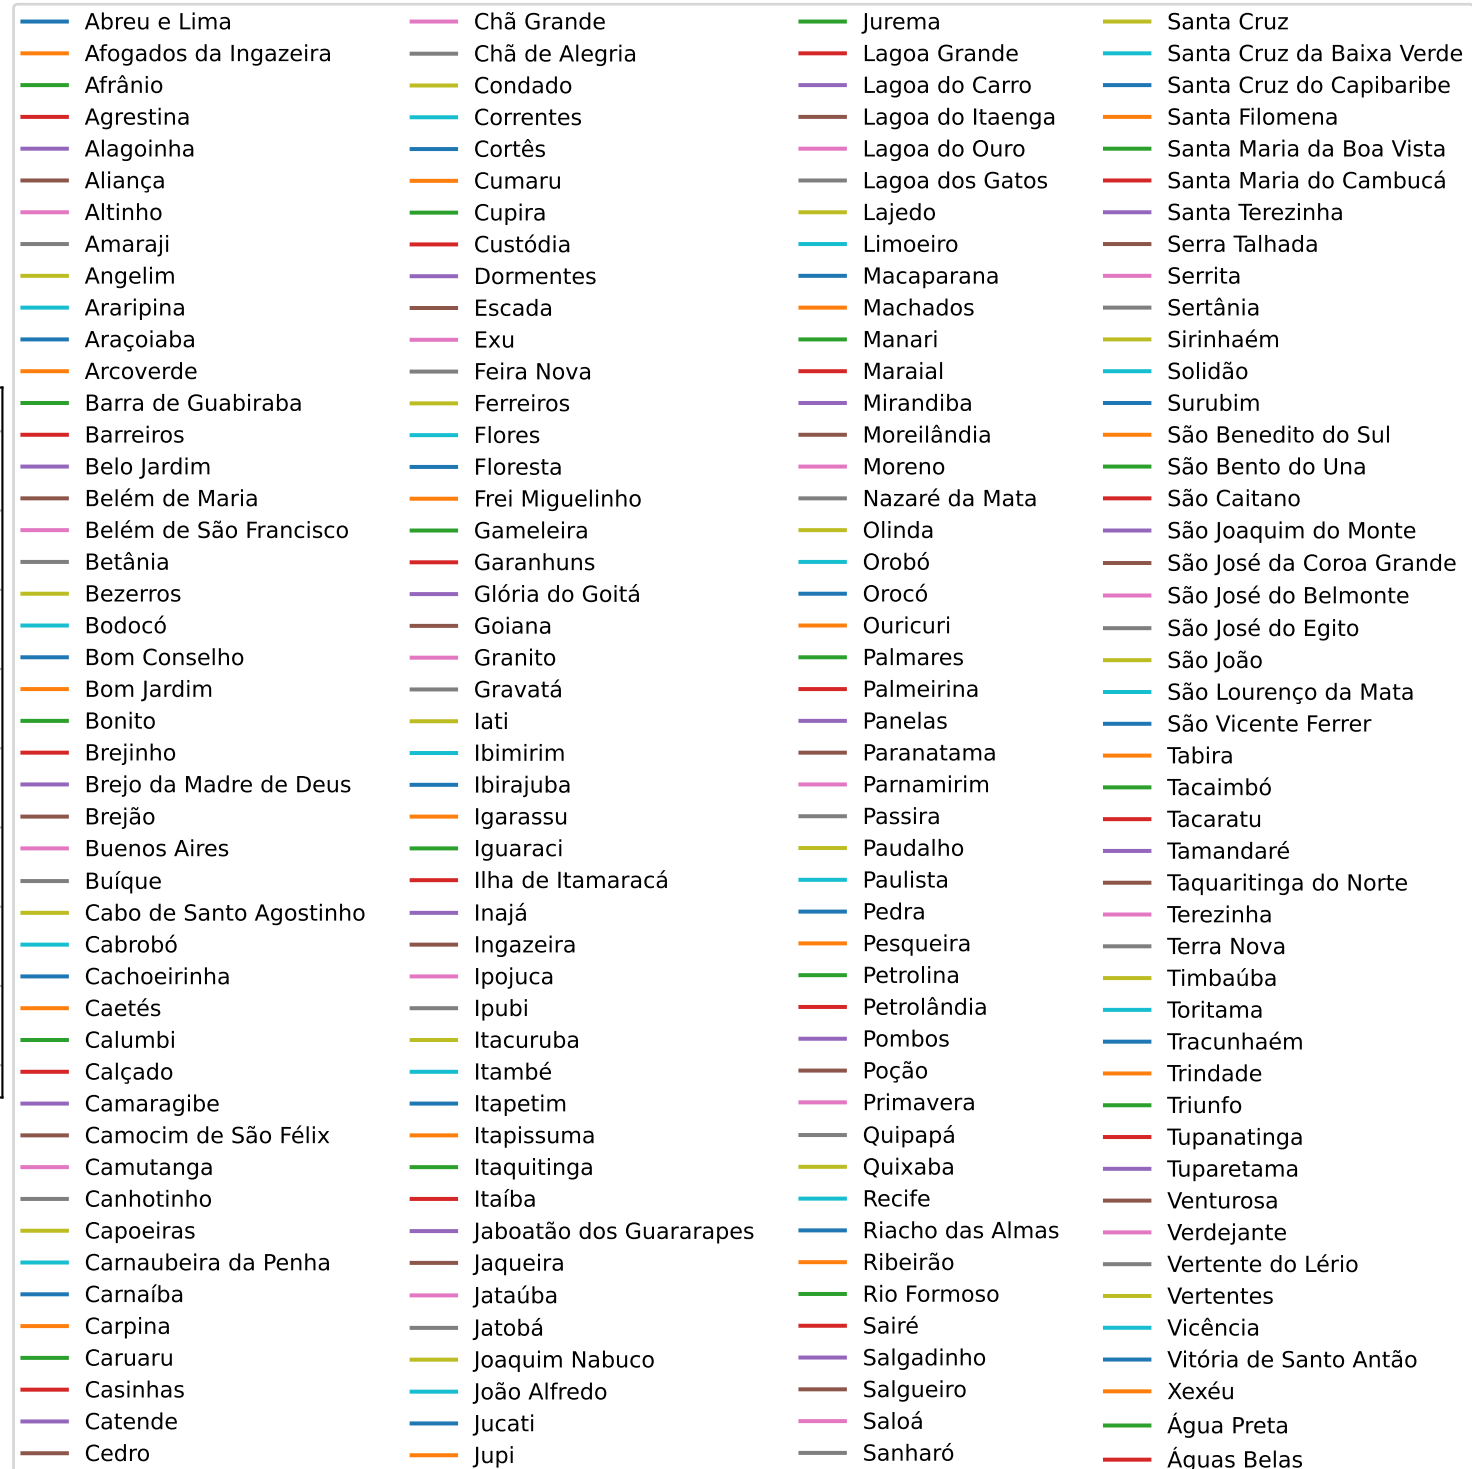 Abreu e Lima
Afogados da Ingazeira
Afrânio
Agrestina
Alagoinha
Aliança
Altinho
Amaraji
Angelim
Araripina
Araçoiaba
Arcoverde
Barra de Guabiraba
Barreiros
Belo Jardim
Belém de Maria
Belém de São Francisco
Betânia
Bezerros
Bodocó
Bom Conselho
Bom Jardim
Bonito
Brejinho
Brejo da Madre de Deus
Brejão
Buenos Aires
Buíque
Cabo de Santo Agostinho
Cabrobó
Cachoeirinha
Caetés
Calumbi
Calçado
Camaragibe
Camocim de São Félix
Camutanga
Canhotinho
Capoeiras
Carnaubeira da Penha
Carnaíba
Carpina
Caruaru
Casinhas
Catende
Cedro
Chã Grande
Chã de Alegria
Condado
Correntes
Cortês
Cumaru
Cupira
Custódia
Dormentes
Escada
Exu
Feira Nova
Ferreiros
Flores
Floresta
Frei Miguelinho
Gameleira
Garanhuns
Glória do Goitá
Goiana
Granito
Gravatá
Iati
Ibimirim
Ibirajuba
Igarassu
Iguaraci
Ilha de Itamaracá
Inajá
Ingazeira
Ipojuca
Ipubi
Itacuruba
Itambé
Itapetim
Itapissuma
Itaquitinga
Itaíba
Jaboatão dos Guararapes
Jaqueira
Jataúba
Jatobá
Joaquim Nabuco
João Alfredo
Jucati
Jupi
Jurema
Lagoa Grande
Lagoa do Carro
Lagoa do Itaenga
Lagoa do Ouro
Lagoa dos Gatos
Lajedo
Limoeiro
Macaparana
Machados
Manari
Maraial
Mirandiba
Moreilândia
Moreno
Nazaré da Mata
Olinda
Orobó
Orocó
Ouricuri
Palmares
Palmeirina
Panelas
Paranatama
Parnamirim
Passira
Paudalho
Paulista
Pedra
Pesqueira
Petrolina
Petrolândia
Pombos
Poção
Primavera
Quipapá
Quixaba
Recife
Riacho das Almas
Ribeirão
Rio Formoso
Sairé
Salgadinho
Salgueiro
Saloá
Sanharó
Santa Cruz
Santa Cruz da Baixa Verde
Santa Cruz do Capibaribe
Santa Filomena
Santa Maria da Boa Vista
Santa Maria do Cambucá
Santa Terezinha
Serra Talhada
Serrita
Sertânia
Sirinhaém
Solidão
Surubim
São Benedito do Sul
São Bento do Una
São Caitano
São Joaquim do Monte
São José da Coroa Grande
São José do Belmonte
São José do Egito
São João
São Lourenço da Mata
São Vicente Ferrer
Tabira
Tacaimbó
Tacaratu
Tamandaré
Taquaritinga do Norte
Terezinha
Terra Nova
Timbaúba
Toritama
Tracunhaém
Trindade
Triunfo
Tupanatinga
Tuparetama
Venturosa
Verdejante
Vertente do Lério
Vertentes
Vicência
Vitória de Santo Antão
Xexéu
Água Preta
Águas Belas